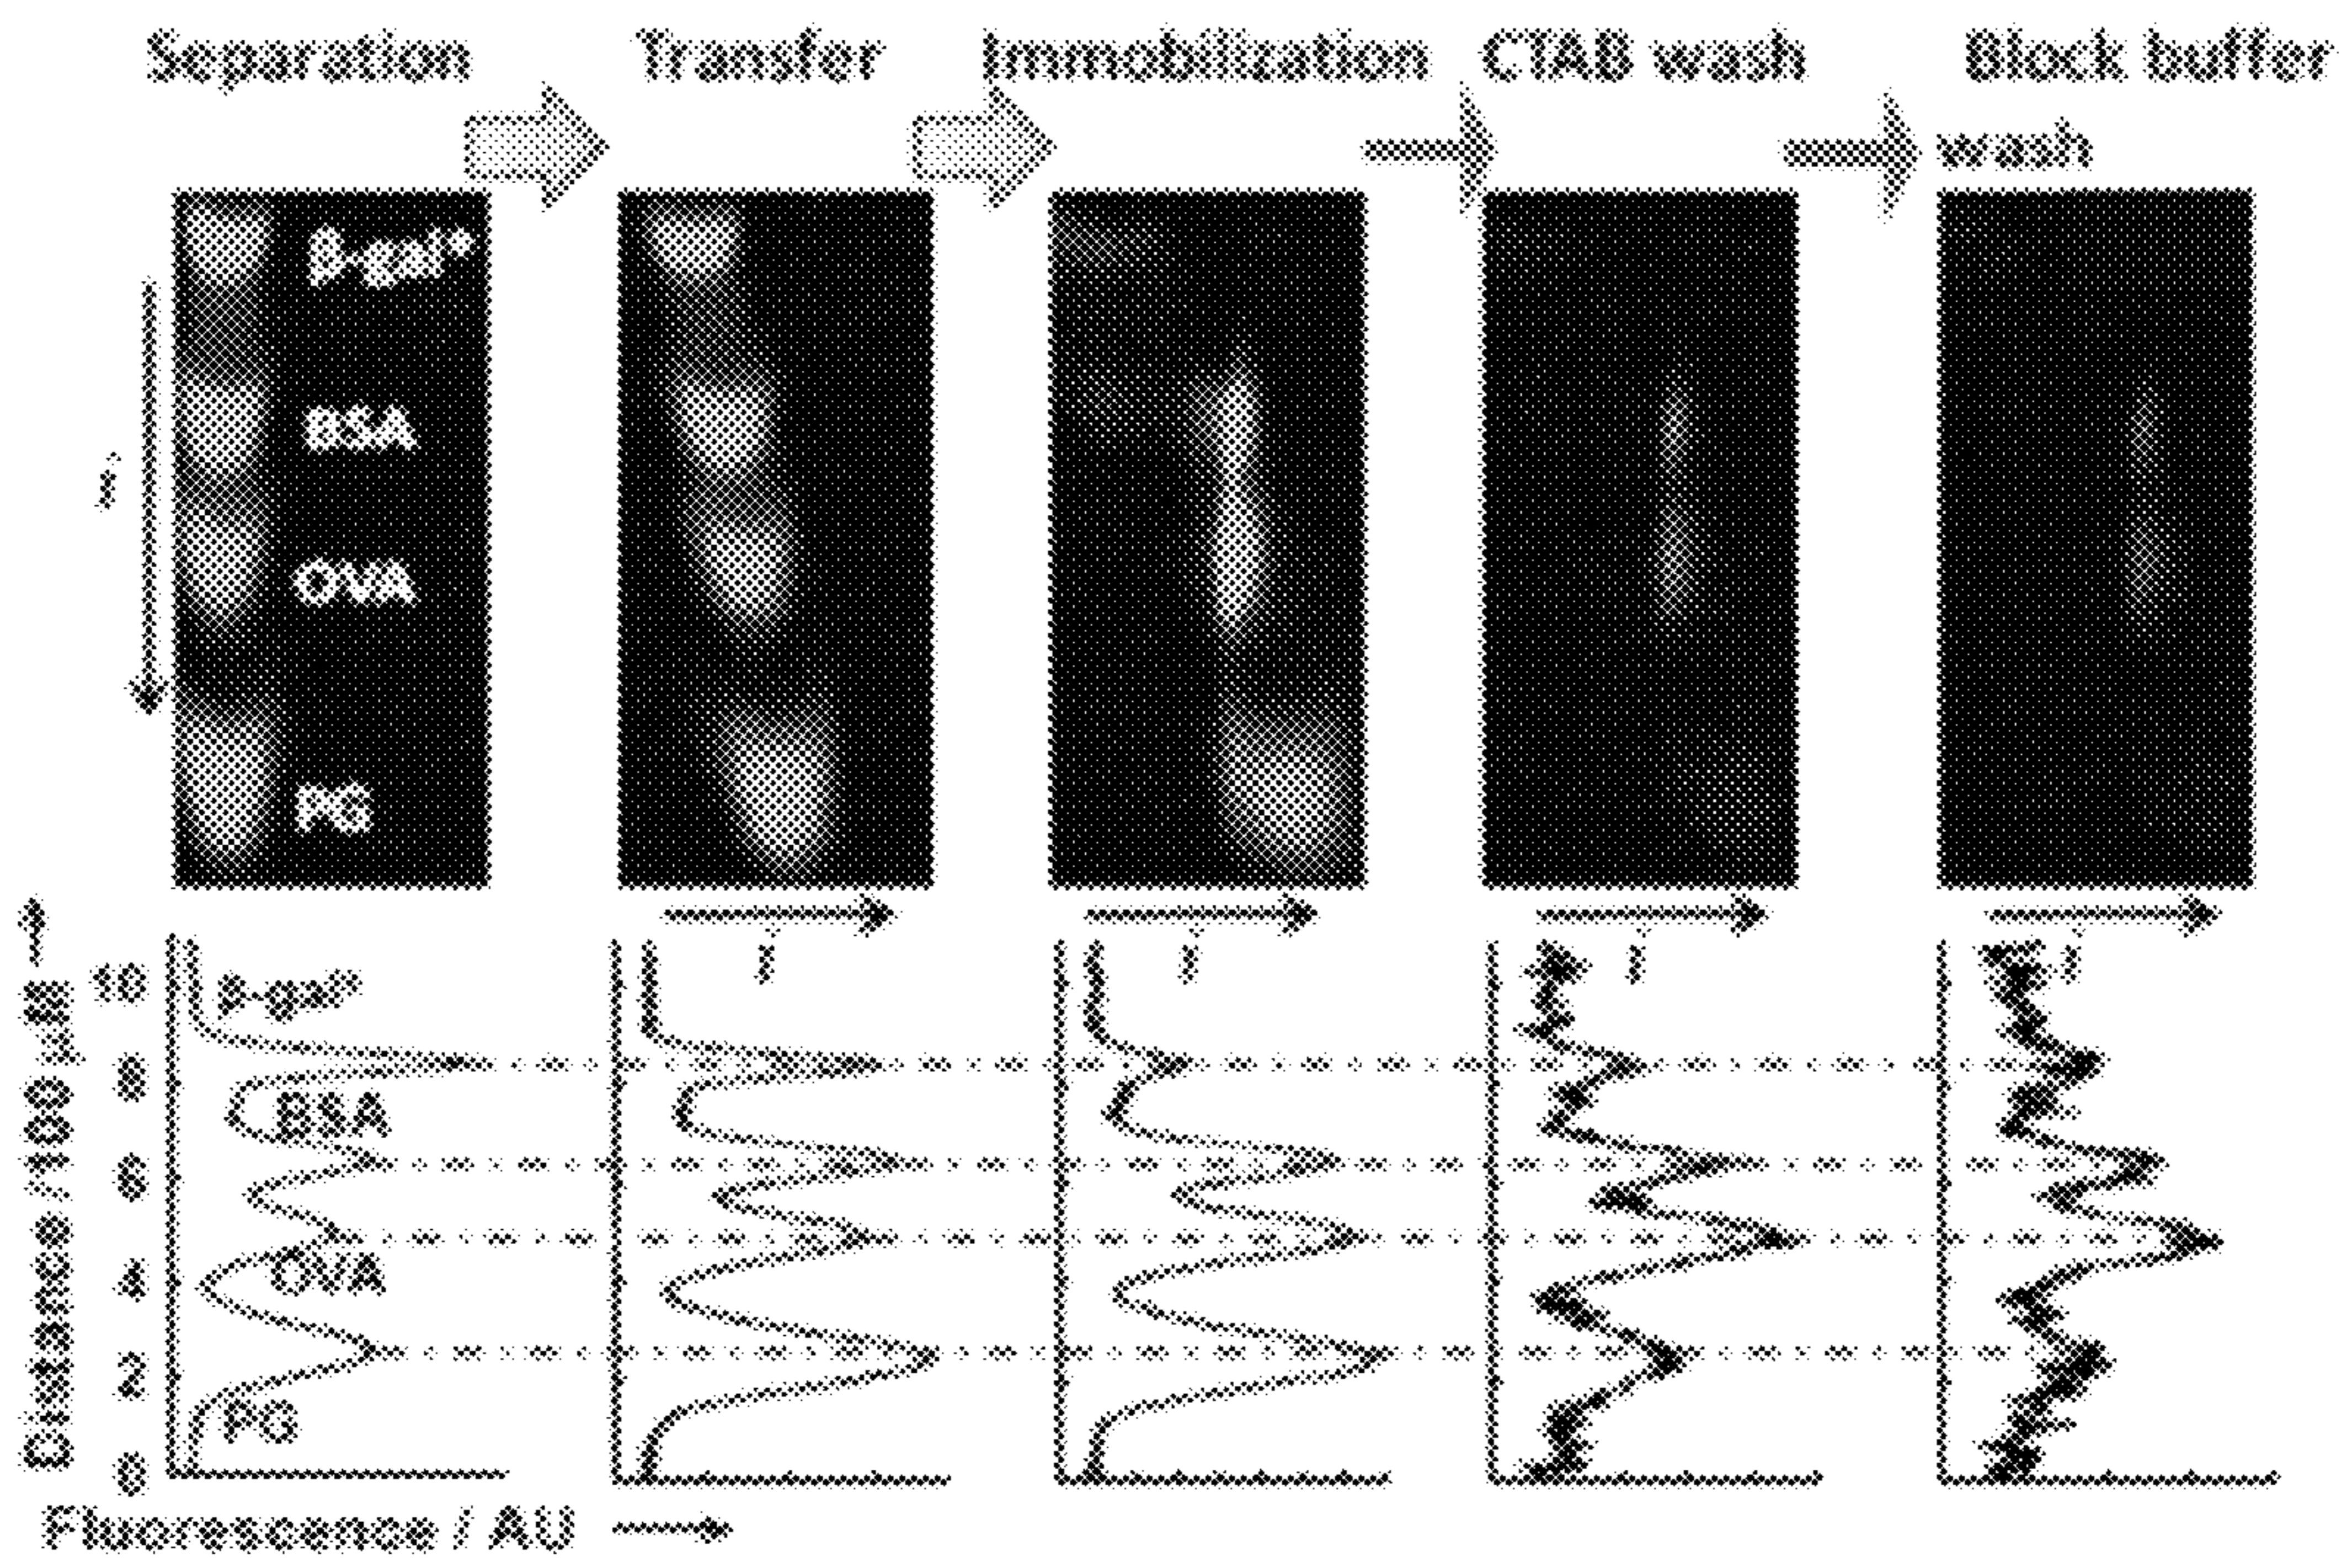 Separation Transfer Immobilization CTAB wash Block buffer
wash
β-gal*
BSA
i
OVA
PG
i i i i
Distance / 100 μm
β-gal*
10
8
BSA
6
4
OVA
2
PG
0
Fluorescence / AU